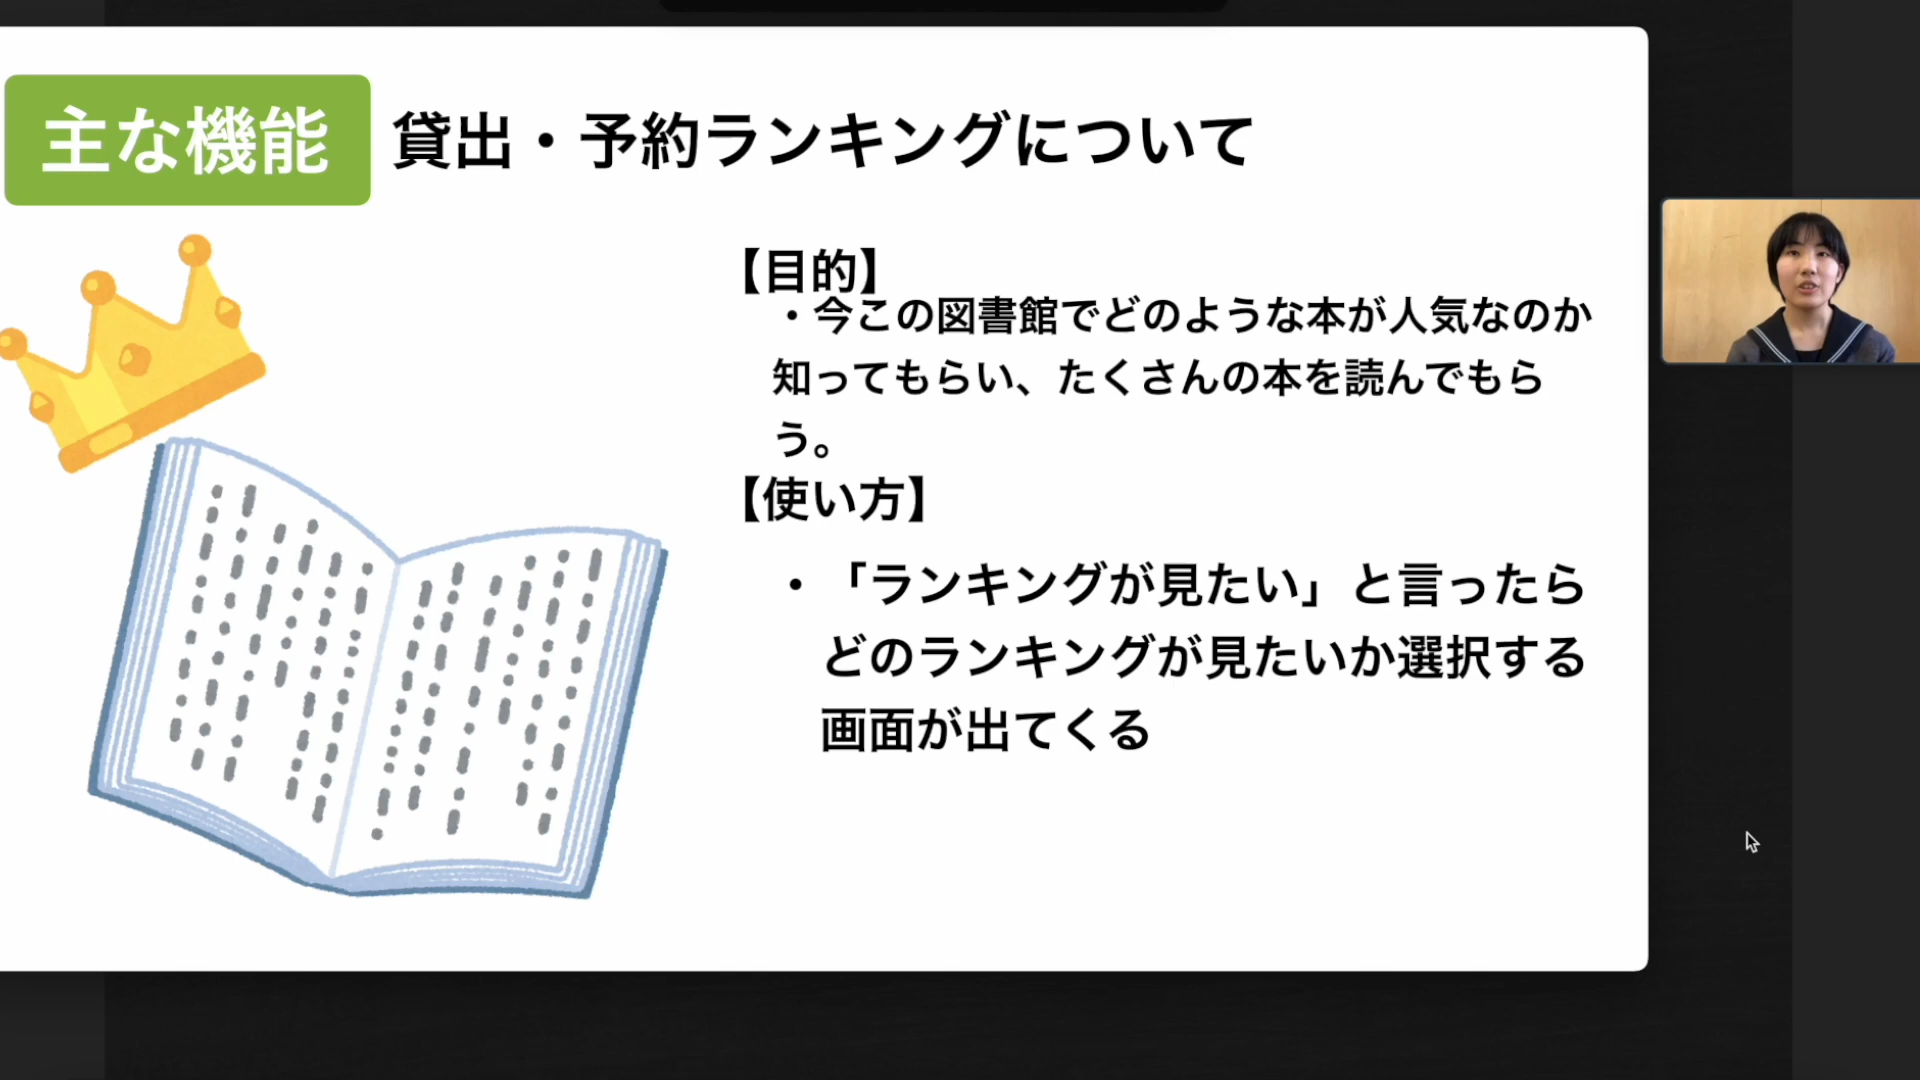 主な機能
貸出・予約ランキングについて
【目的】
・今この図書館でどのような本が人気なのか
知ってもらい、たくさんの本を読んでもら
う。
【使い方】
・「ランキングが見たい」と言ったら
どのランキングが見たいか選択する
画面が出てくる